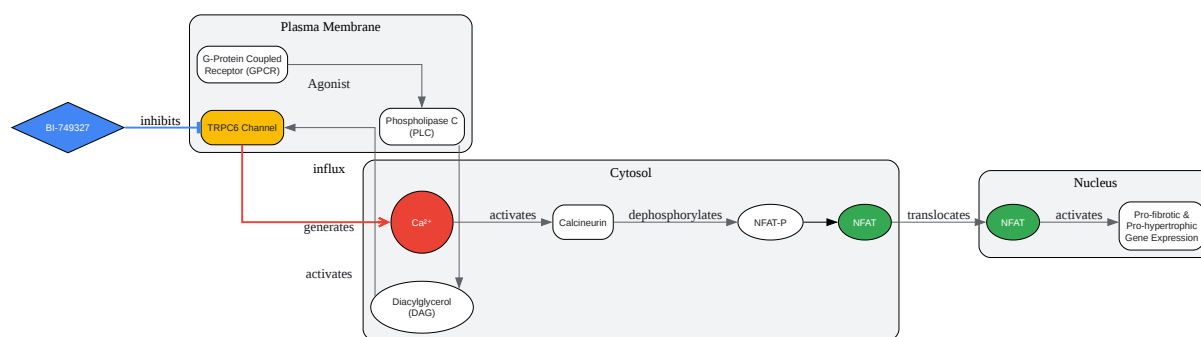 Plasma Membrane
G-Protein Coupled
Receptor (GPCR)
Agonist
BI-749327
inhibits
TRPC6 Channel
Phospholipase C
(PLC)
influx
Cytosol
Nucleus
generates
Ca²⁺
activates
Calcineurin
dephosphorylates
NFAT-P
NFAT
translocates
NFAT
activates
Pro-fibrotic &
Pro-hypertrophic
Gene Expression
activates
Diacylglycerol
(DAG)